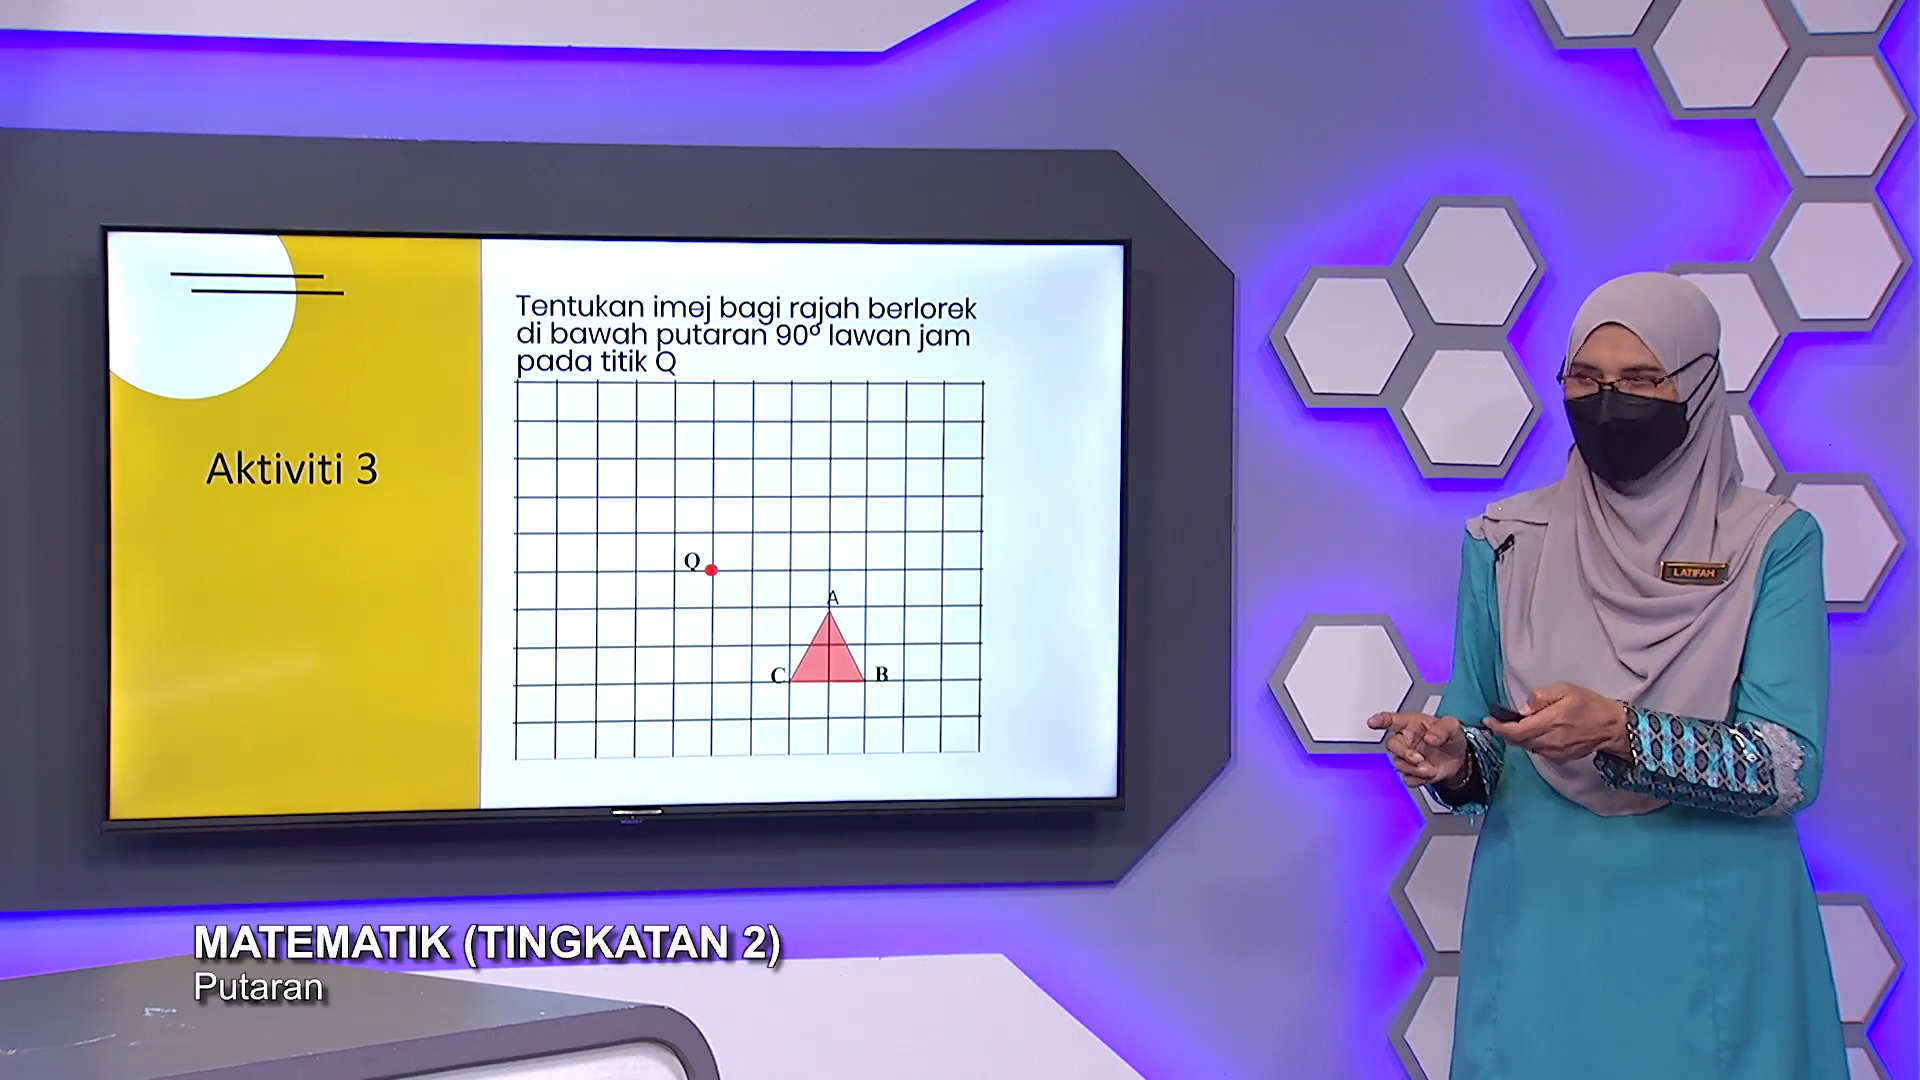 Tentukan imej bagi rajah berlorek
di bawah putaran 90° lawan jam
pada titik Q
Aktiviti 3
Q
A
C
B
LATIFAH
MATEMATIK (TINGKATAN 2)
Putaran